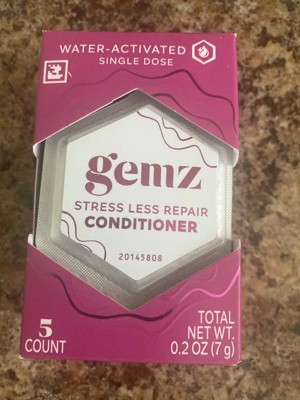 WATER-ACTIVATED
SINGLE DOSE
gemz
STRESS LESS REPAIR
CONDITIONER
20145808
5
COUNT
TOTAL
NET WT.
0.2 OZ (7 g)